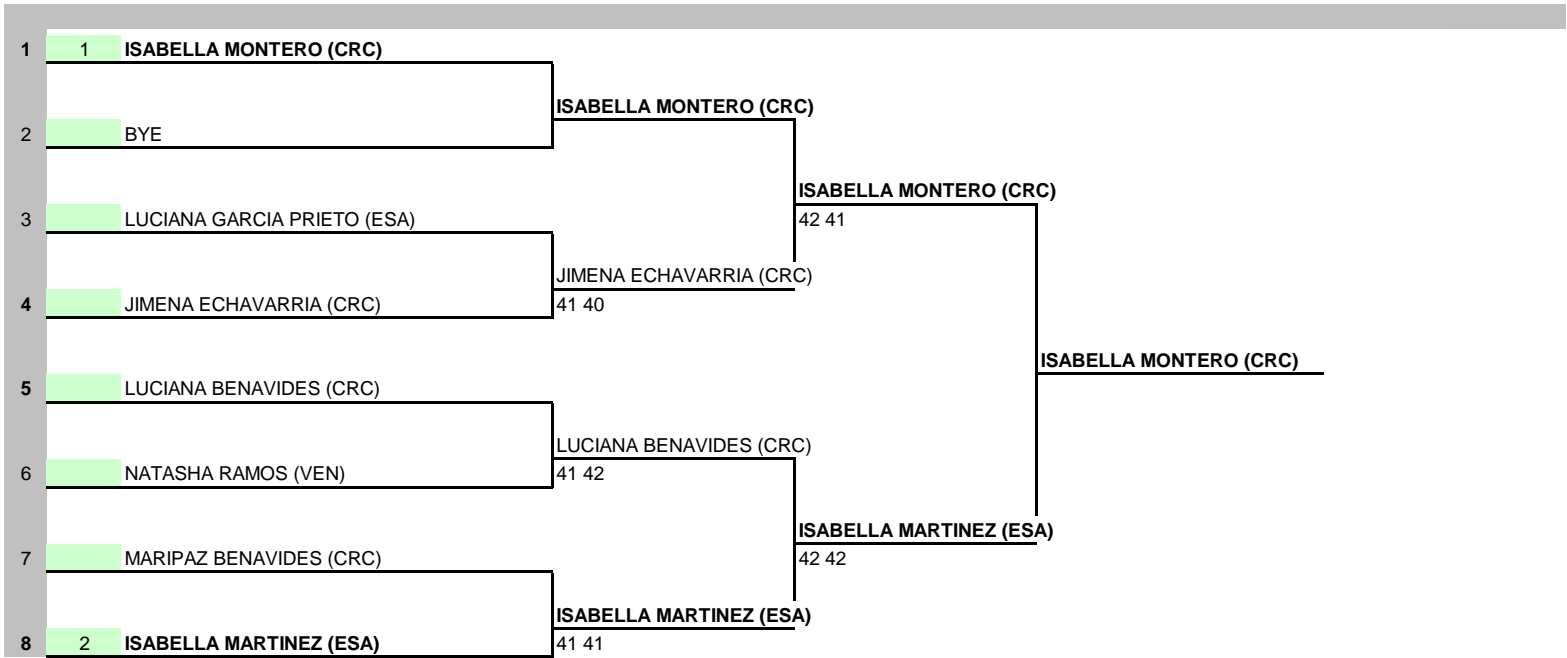 1 1 ISABELLA MONTERO (CRC)
ISABELLA MONTERO (CRC)
2 BYE
ISABELLA MONTERO (CRC)
3 LUCIANA GARCIA PRIETO (ESA) 42 41
JIMENA ECHAVARRIA (CRC)
4 JIMENA ECHAVARRIA (CRC) 41 40
ISABELLA MONTERO (CRC)
5 LUCIANA BENAVIDES (CRC)
LUCIANA BENAVIDES (CRC)
6 NATASHA RAMOS (VEN) 41 42
ISABELLA MARTINEZ (ESA)
7 MARIPAZ BENAVIDES (CRC) 42 42
ISABELLA MARTINEZ (ESA)
8 2 ISABELLA MARTINEZ (ESA) 41 41